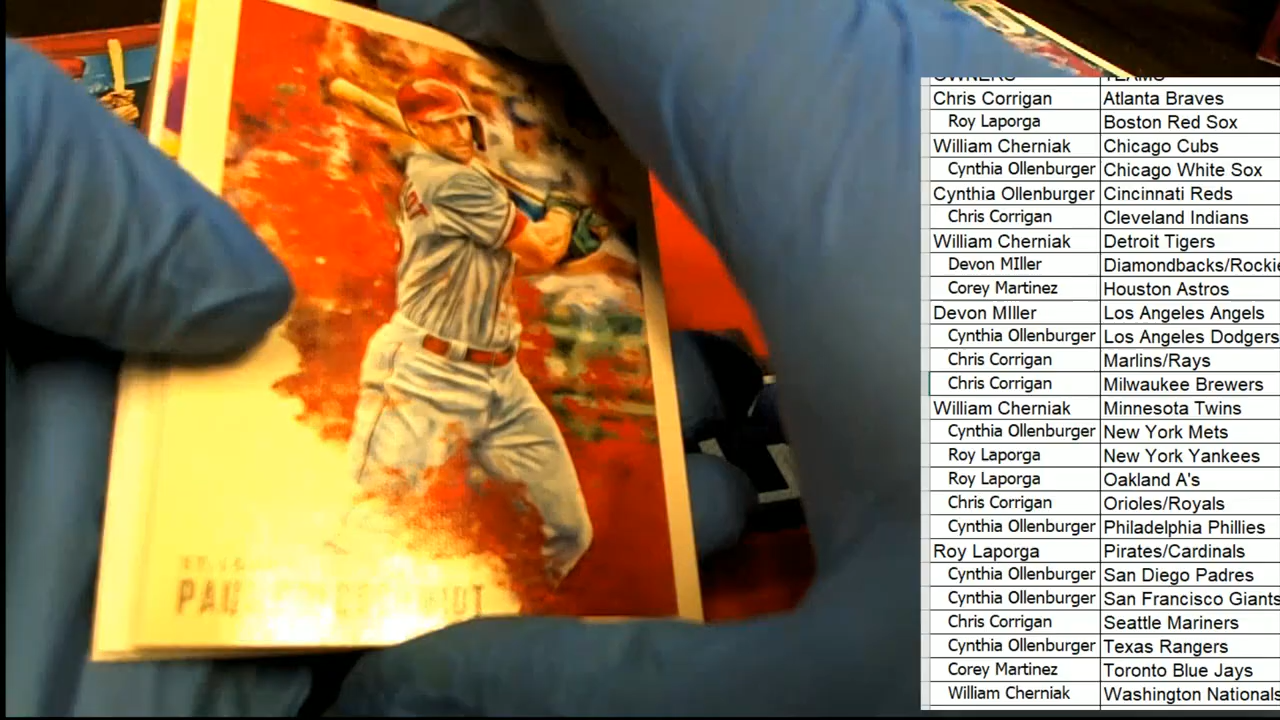 OWNERS TEAMS
Chris Corrigan Atlanta Braves
Roy Laporga Boston Red Sox
William Cherniak Chicago Cubs
Cynthia Ollenburger Chicago White Sox
Cynthia Ollenburger Cincinnati Reds
Chris Corrigan Cleveland Indians
William Cherniak Detroit Tigers
Devon MIller Diamondbacks/Rockie
Corey Martinez Houston Astros
Devon MIller Los Angeles Angels
Cynthia Ollenburger Los Angeles Dodgers
Chris Corrigan Marlins/Rays
Chris Corrigan Milwaukee Brewers
William Cherniak Minnesota Twins
Cynthia Ollenburger New York Mets
Roy Laporga New York Yankees
Roy Laporga Oakland A's
Chris Corrigan Orioles/Royals
Cynthia Ollenburger Philadelphia Phillies
Roy Laporga Pirates/Cardinals
Cynthia Ollenburger San Diego Padres
Cynthia Ollenburger San Francisco Giants
Chris Corrigan Seattle Mariners
Cynthia Ollenburger Texas Rangers
Corey Martinez Toronto Blue Jays
William Cherniak Washington Nationals